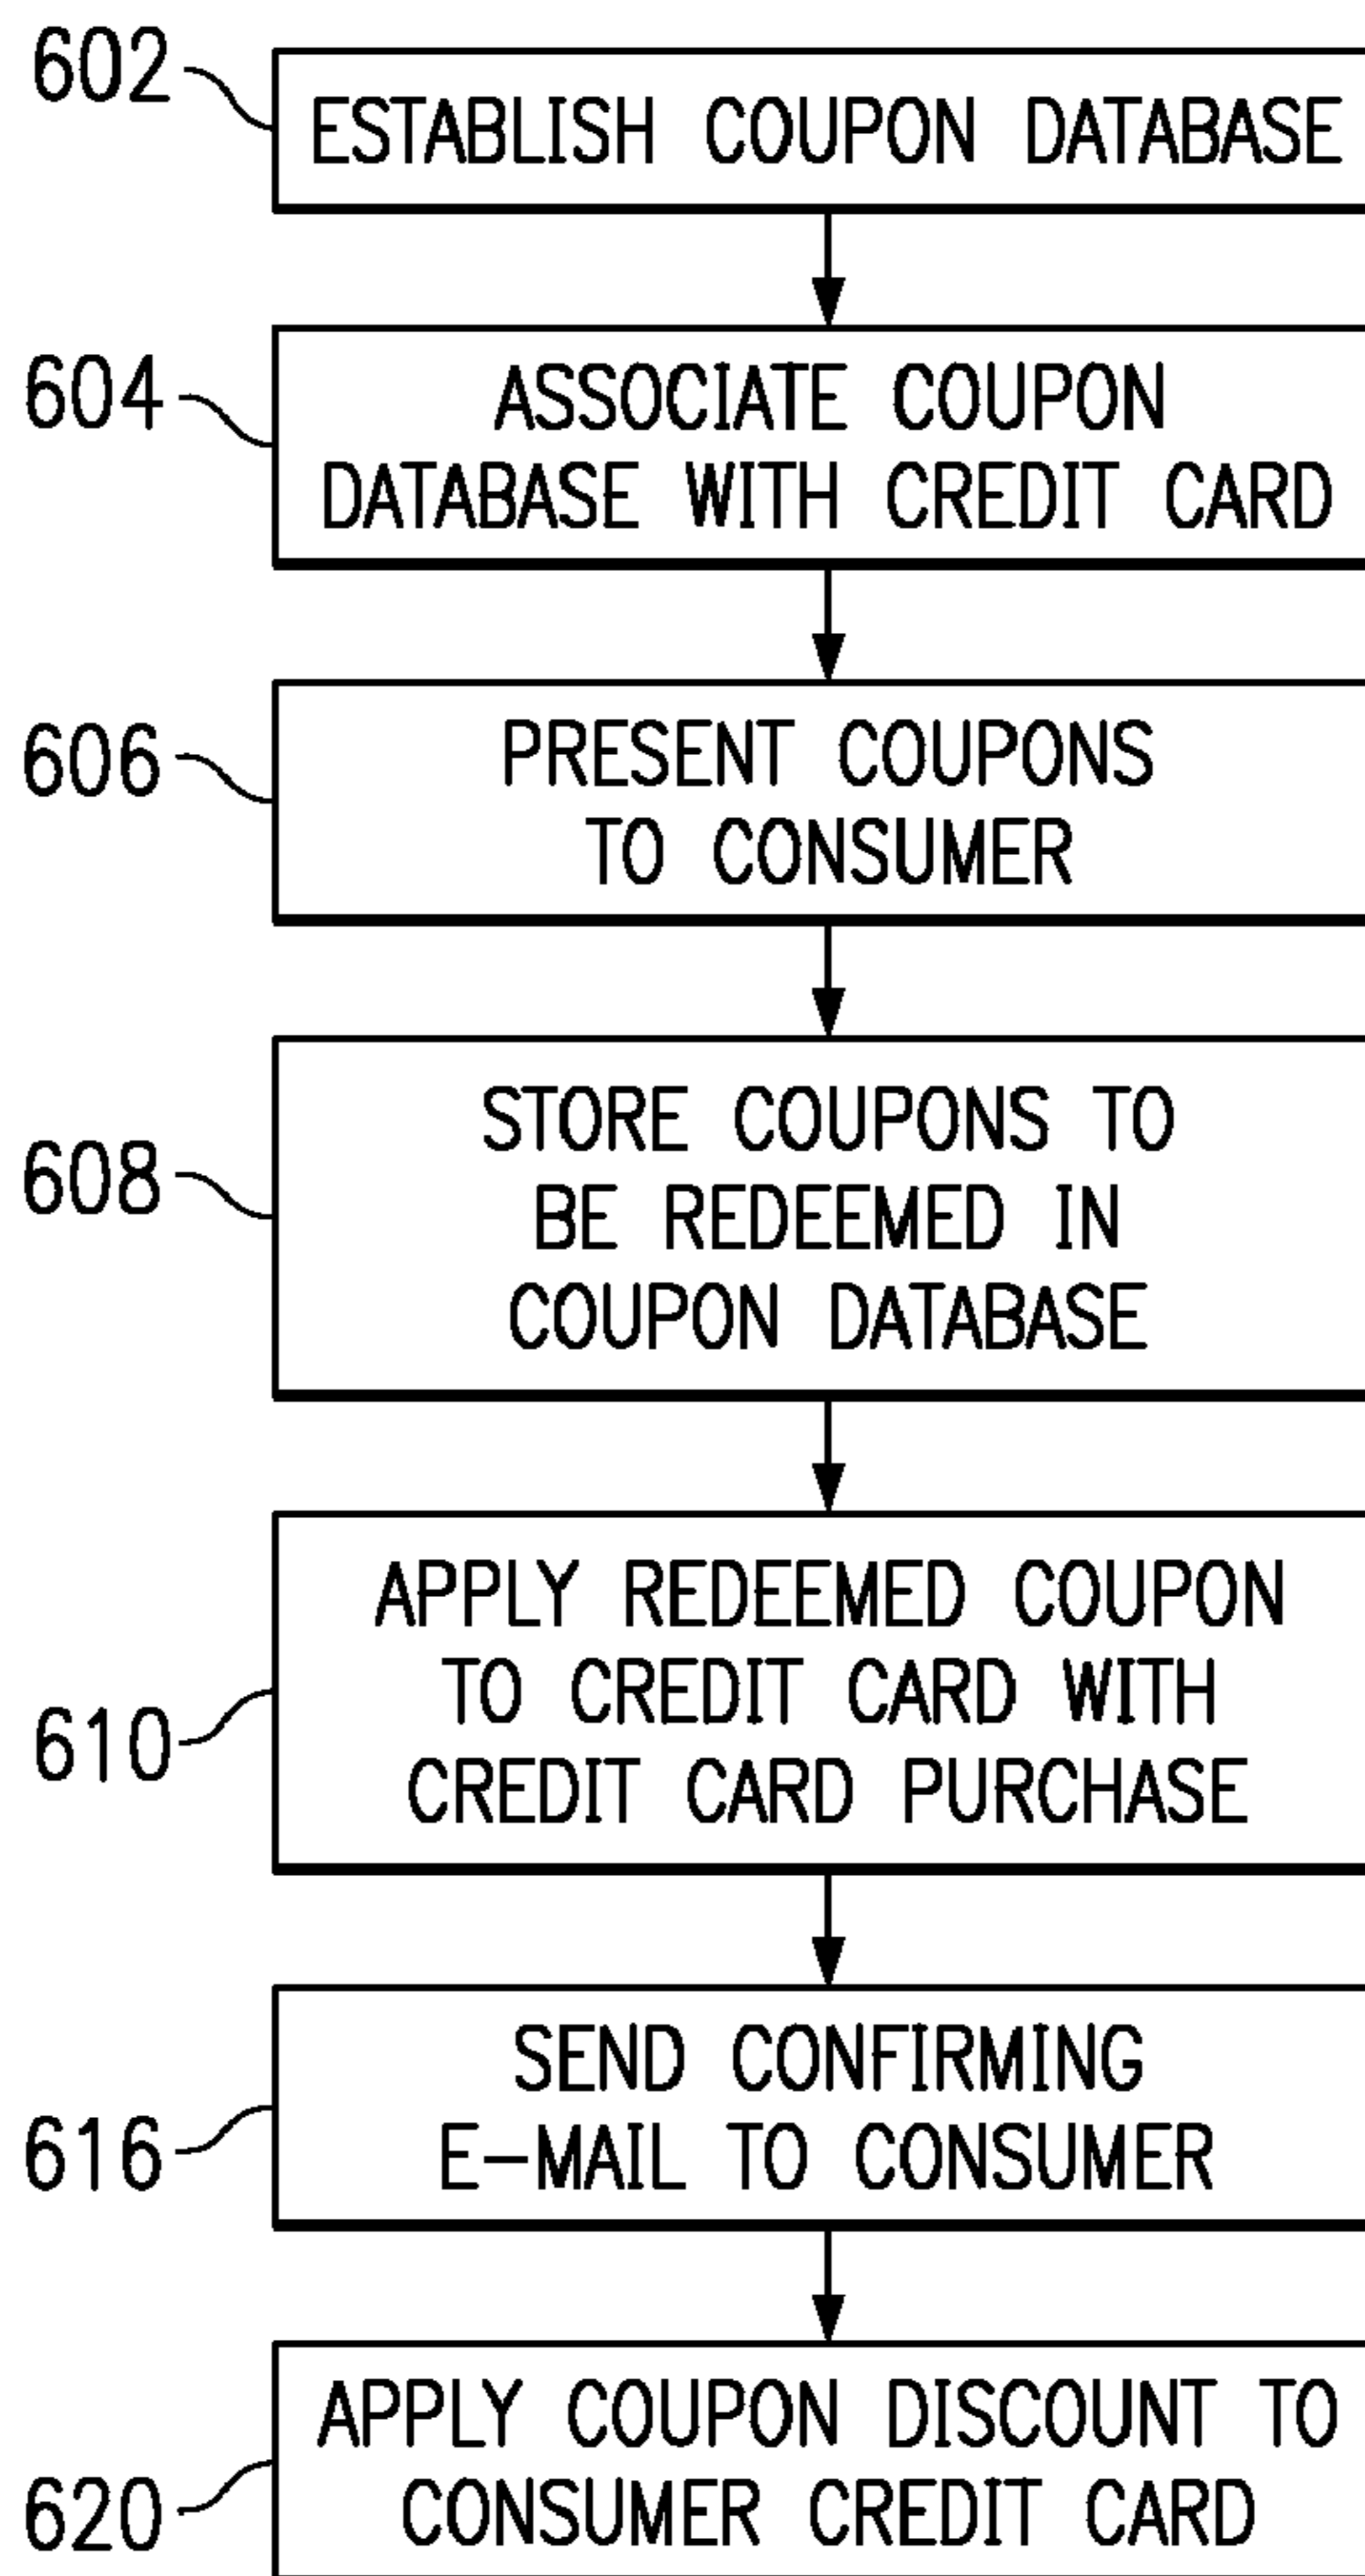 602
ESTABLISH COUPON DATABASE
604
ASSOCIATE COUPON
DATABASE WITH CREDIT CARD
606
PRESENT COUPONS
TO CONSUMER
608
STORE COUPONS TO
BE REDEEMED IN
COUPON DATABASE
610
APPLY REDEEMED COUPON
TO CREDIT CARD WITH
CREDIT CARD PURCHASE
616
SEND CONFIRMING
E-MAIL TO CONSUMER
620
APPLY COUPON DISCOUNT TO
CONSUMER CREDIT CARD